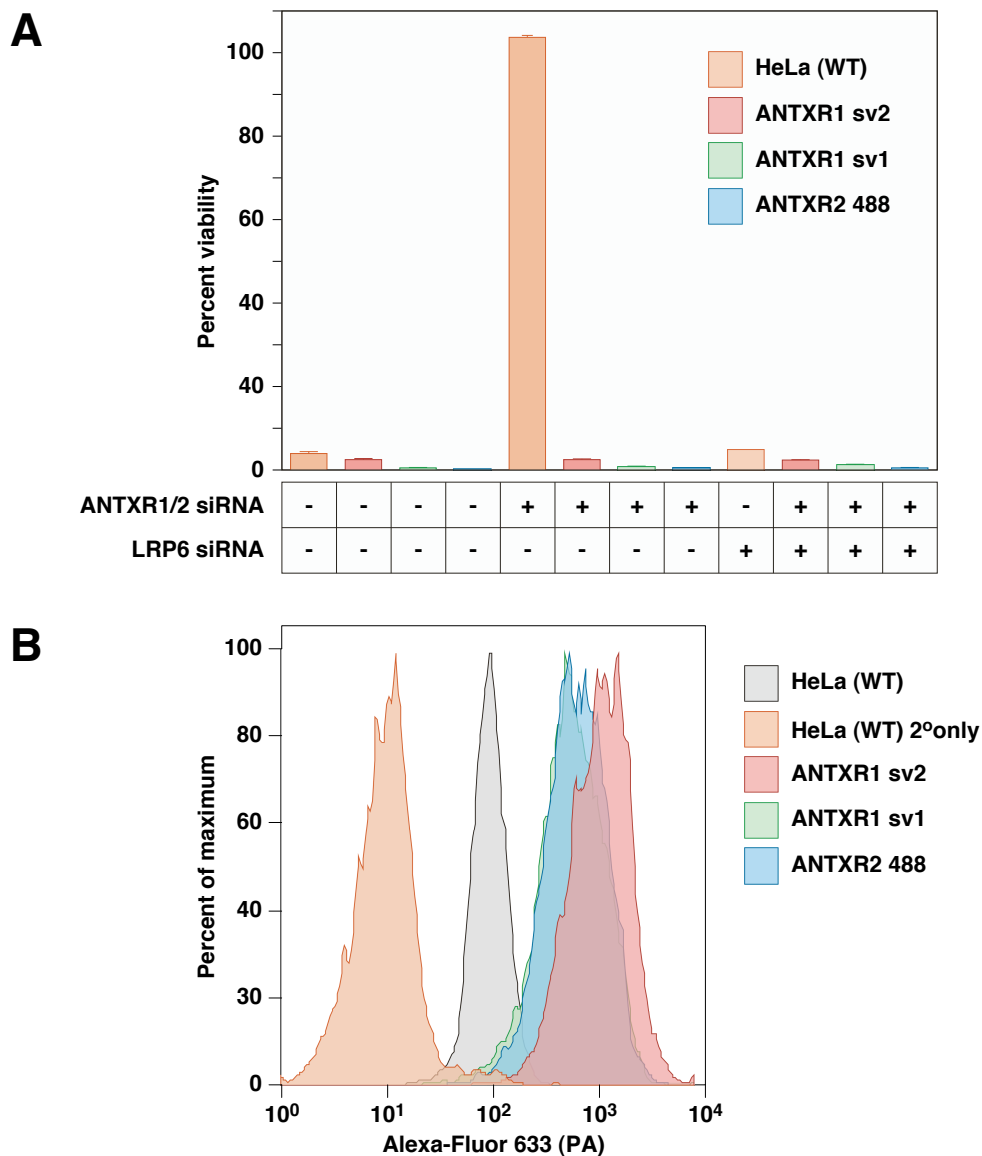 A
Percent viability
100
80
60
40
40
0
HeLa (WT)
ANTXR1 sv2
ANTXR1 sv1
ANTXR2 488
ANTXR1/2 siRNA - - - - + + + + - + + +
LRP6 siRNA - - - - - - - - + + + +
B
Percent of maximum
100
80
60
40
30
0
10⁰ 10¹ 10² 10³ 10⁴
Alexa-Fluor 633 (PA)
HeLa (WT)
HeLa (WT) 2ºonly
ANTXR1 sv2
ANTXR1 sv1
ANTXR2 488